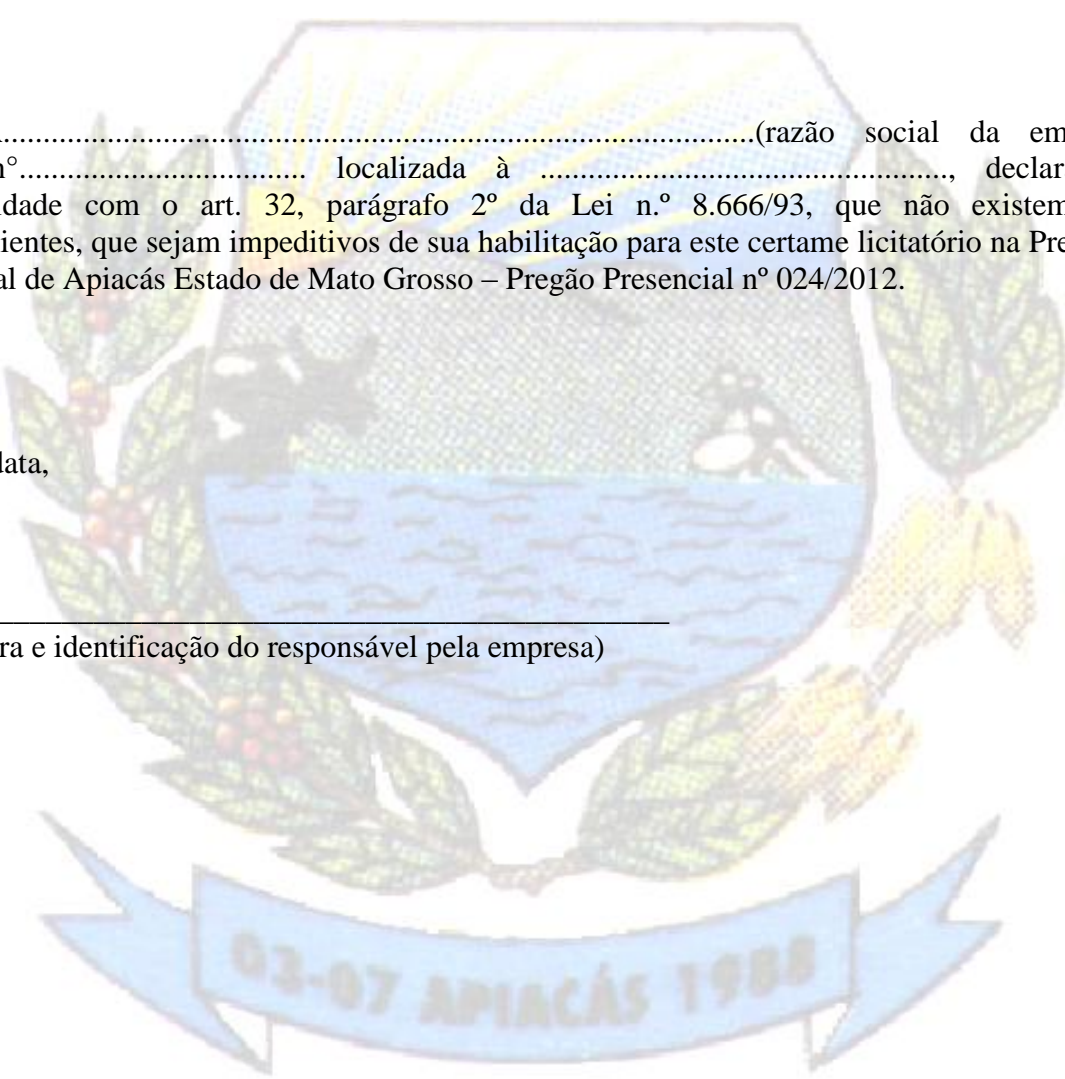 ....................................................................................................(razão social da em
n°.................................... localizada à ..................................................., declara
idade com o art. 32, parágrafo 2º da Lei n.º 8.666/93, que não existem
ientes, que sejam impeditivos de sua habilitação para este certame licitatório na Pre
al de Apiacás Estado de Mato Grosso – Pregão Presencial nº 024/2012.
data,
____________________________________________
ra e identificação do responsável pela empresa)
03-07 APIACÁS 1988